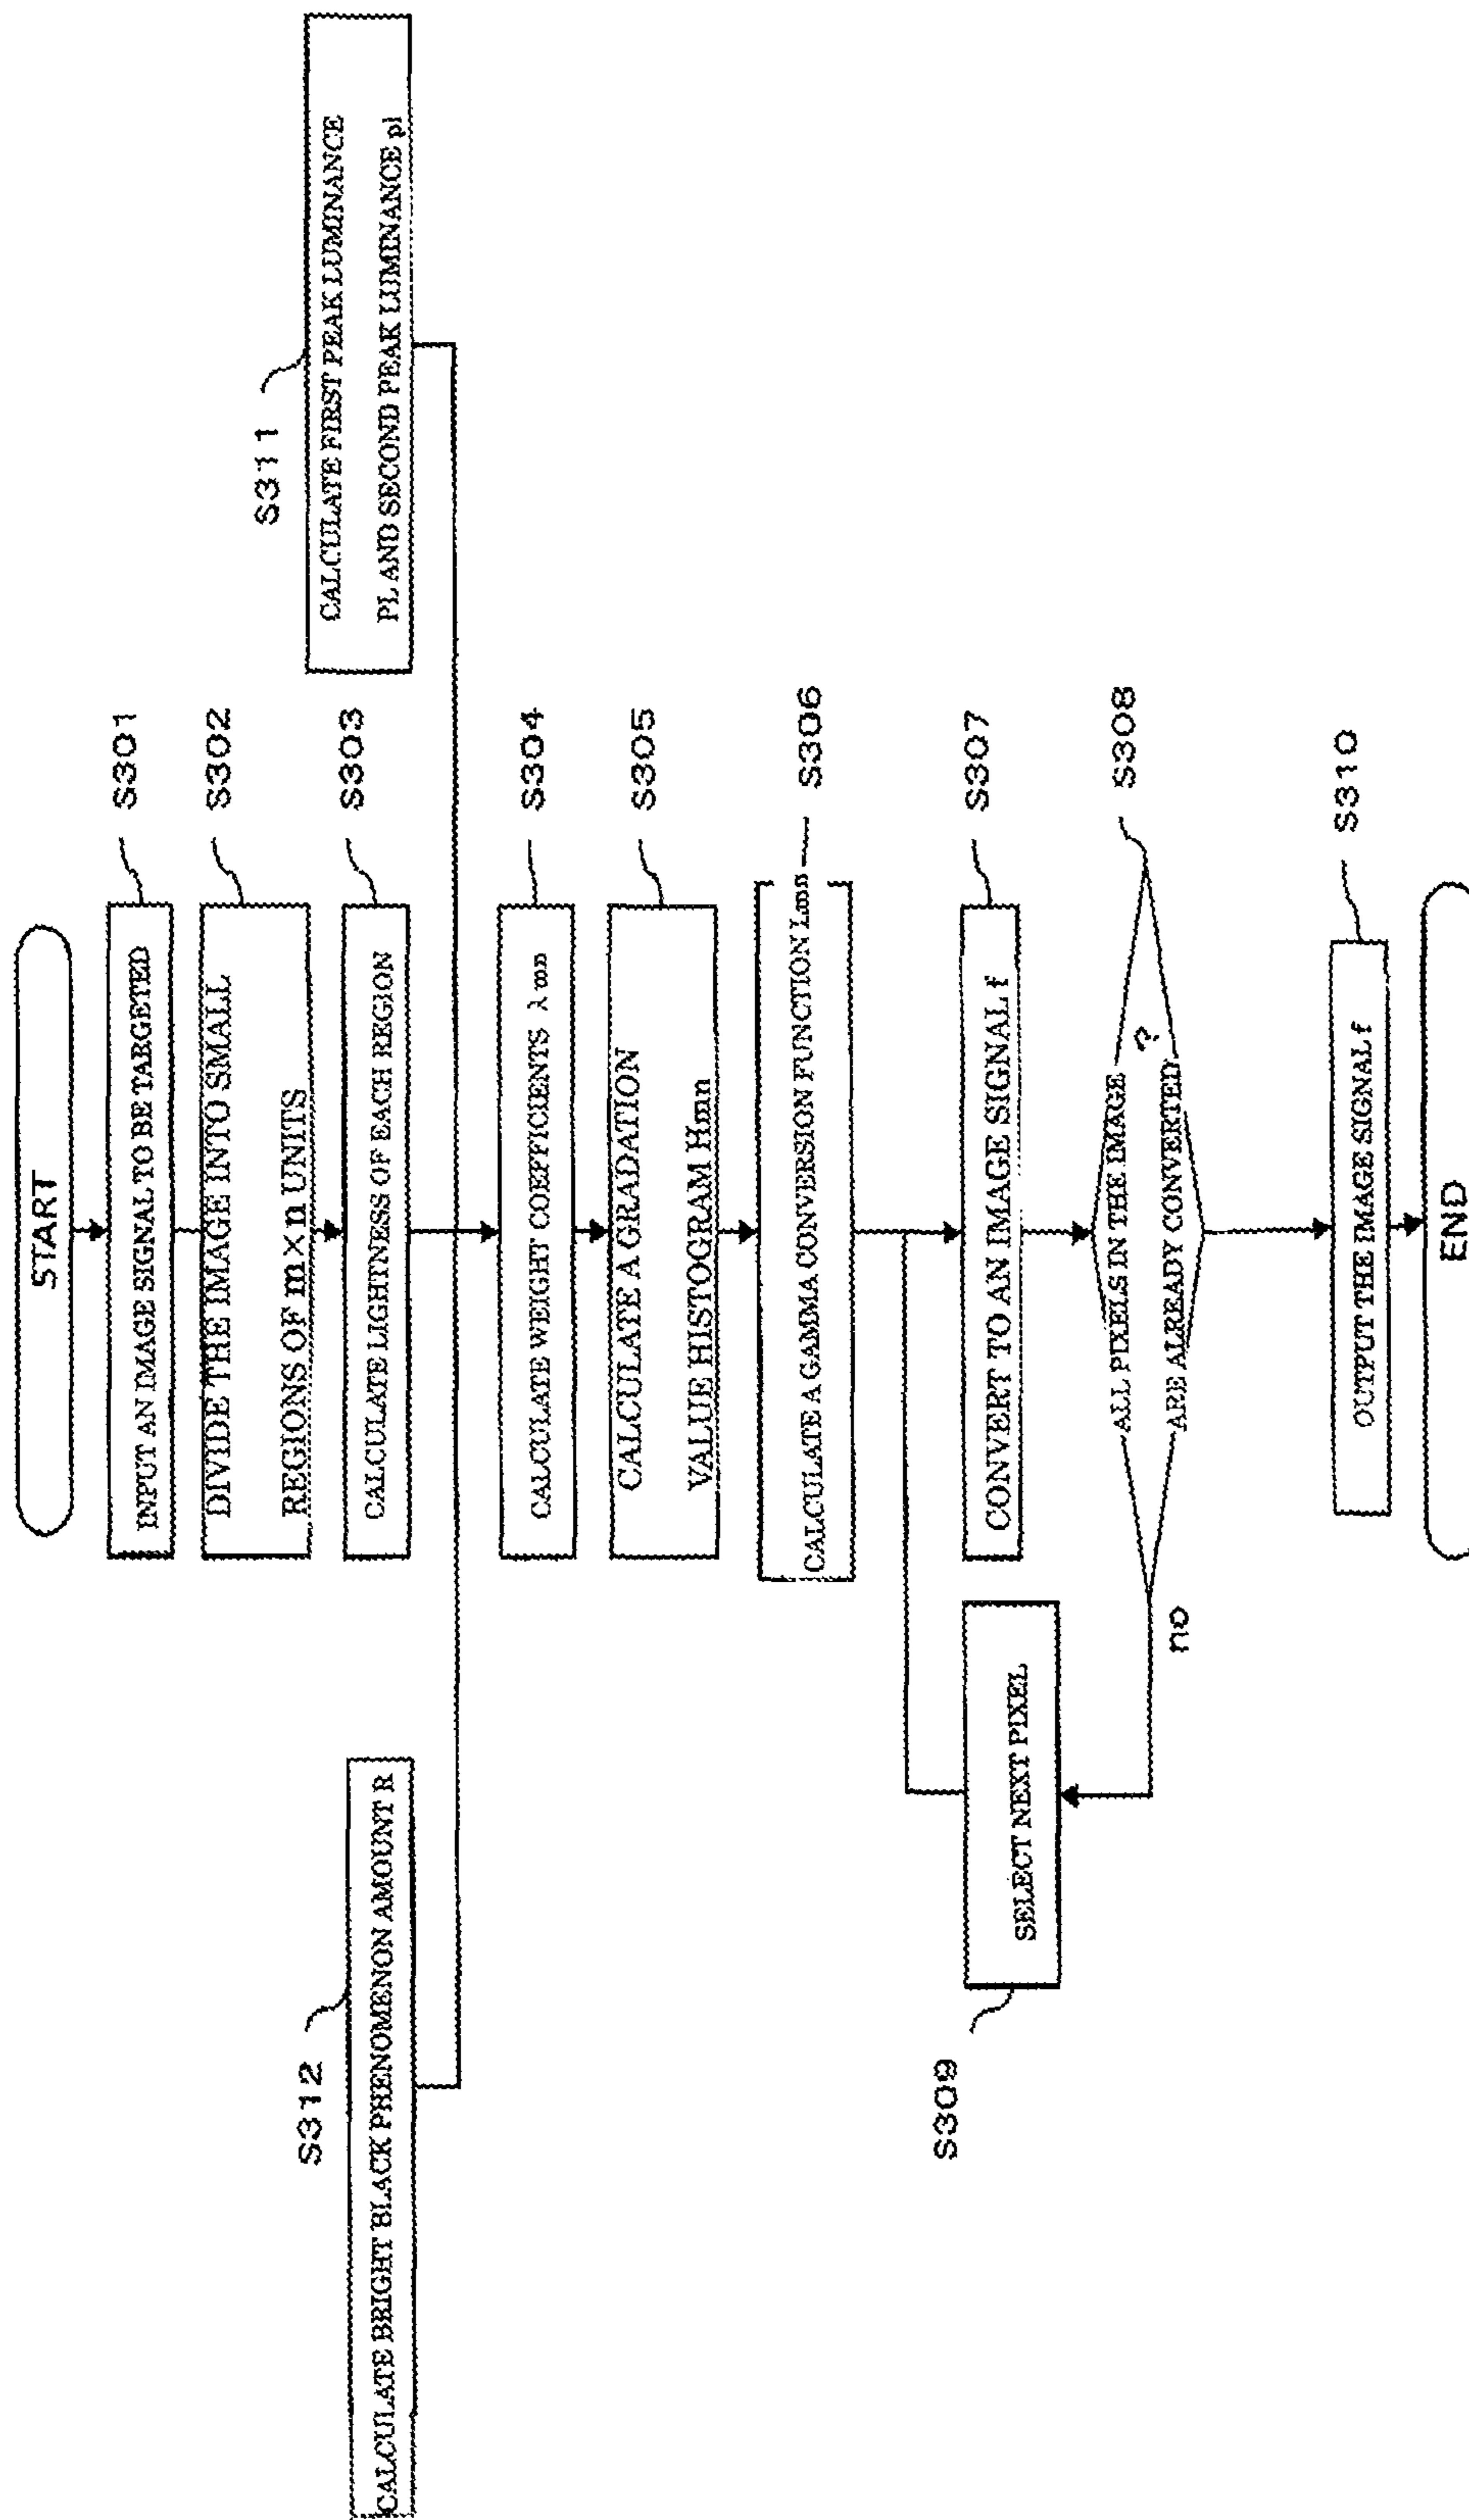 START
INPUT AN IMAGE SIGNAL TO BE TARGETED
S301
DIVIDE THE IMAGE INTO SMALL
REGIONS OF m×n UNITS
S302
CALCULATE LIGHTNESS OF EACH REGION
S303
CALCULATE FIRST PEAK LUMINANCE
PL AND SECOND PEAK LUMINANCE pl
S311
CALCULATE BRIGHT BLACK PHENOMENON AMOUNT R
S312
CALCULATE WEIGHT COEFFICIENTS λmn
S304
CALCULATE A GRADATION
VALUE HISTOGRAM Hmn
S305
CALCULATE A GAMMA CONVERSION FUNCTION Lmn
S306
CONVERT TO AN IMAGE SIGNAL f
S307
ALL PIXELS IN THE IMAGE
ARE ALREADY CONVERTED
?
S308
no
SELECT NEXT PIXEL
S309
OUTPUT THE IMAGE SIGNAL f
S310
END